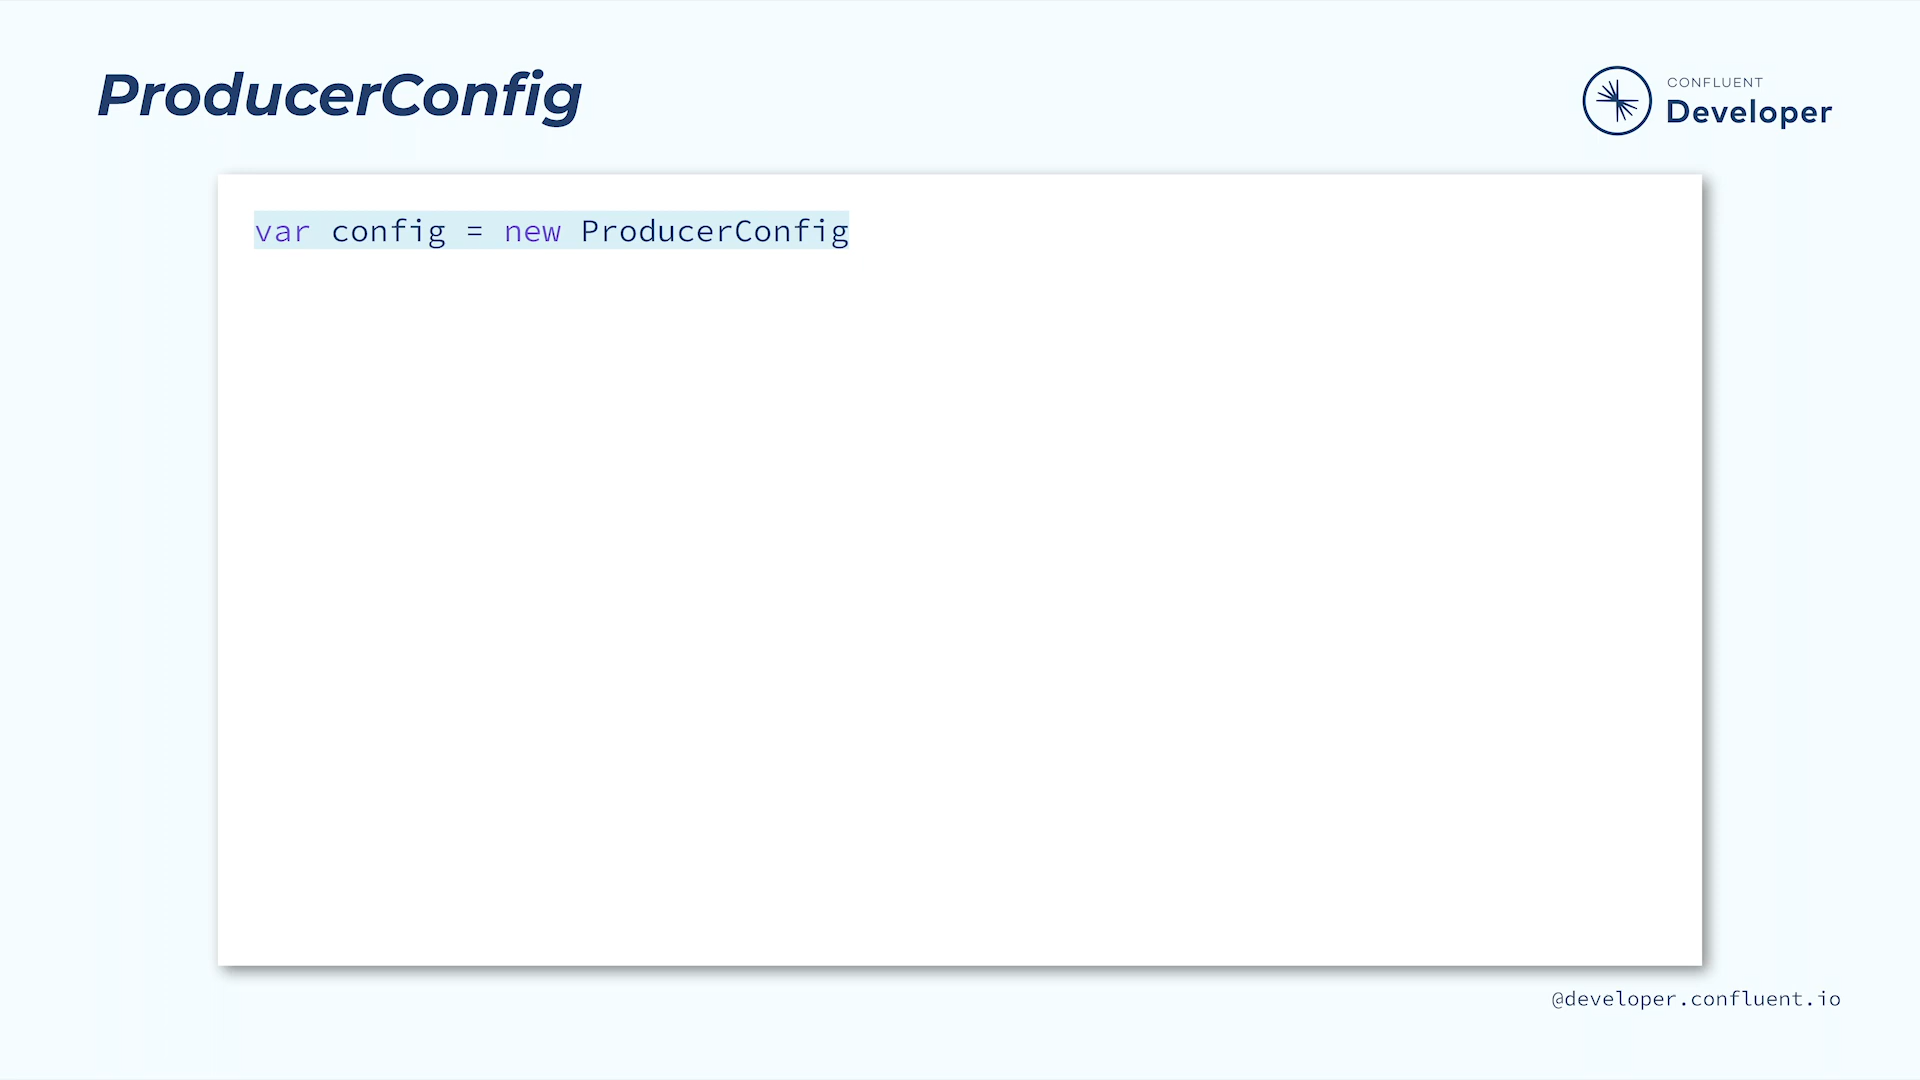 ProducerConfig
CONFLUENT
Developer
var config = new ProducerConfig
@developer.confluent.io